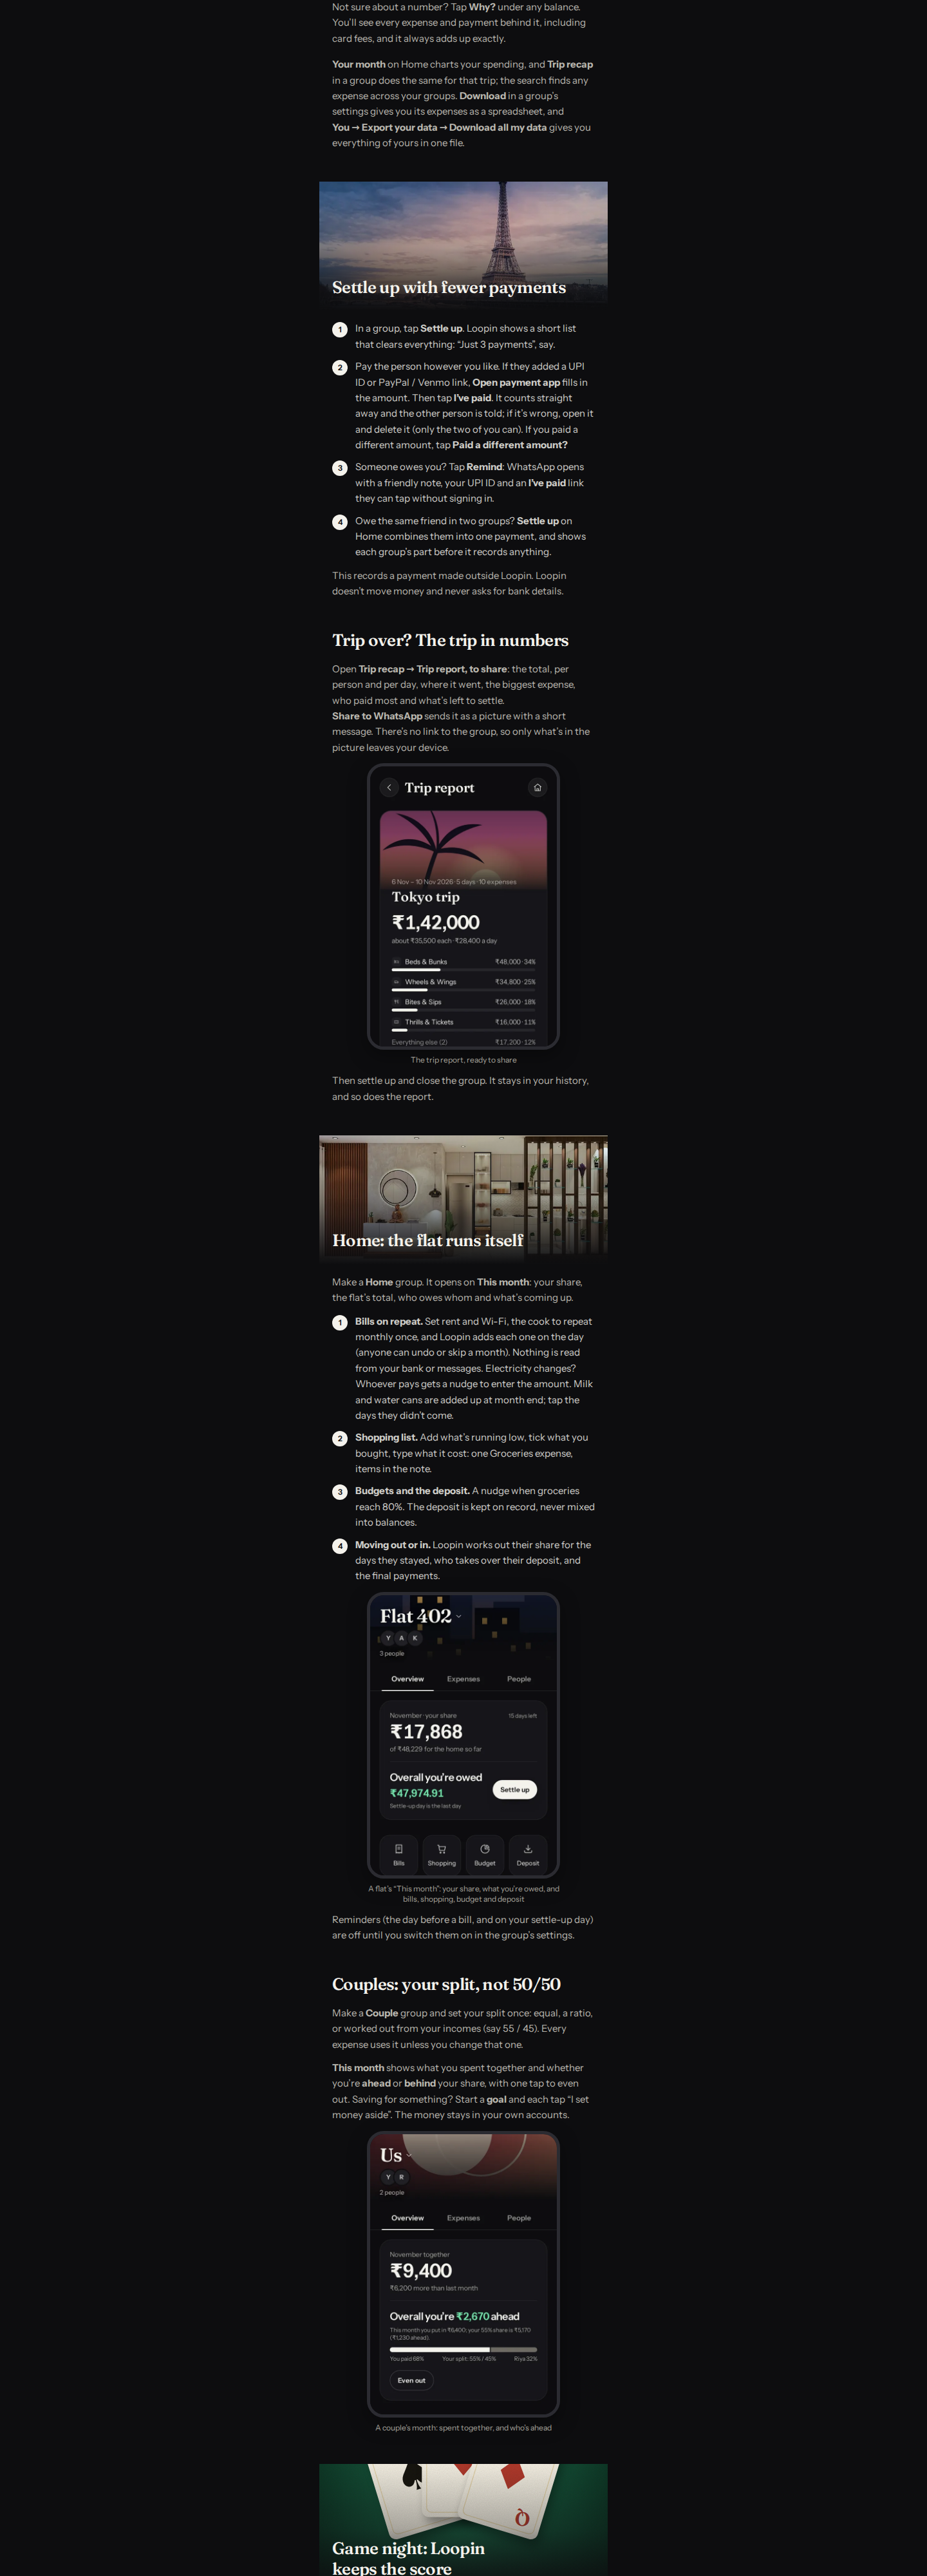 Not sure about a number? Tap Why? under any balance.
You'll see every expense and payment behind it, including
card fees, and it always adds up exactly.
Your month on Home charts your spending, and Trip recap
in a group does the same for that trip; the search finds any
expense across your groups. Download in a group's
settings gives you its expenses as a spreadsheet, and
You → Export your data → Download all my data gives you
everything of yours in one file.
Settle up with fewer payments
1 In a group, tap Settle up. Loopin shows a short list
that clears everything: “Just 3 payments”, say.
2 Pay the person however you like. If they added a UPI
ID or PayPal / Venmo link, Open payment app fills in
the amount. Then tap I've paid. It counts straight
away and the other person is told; if it's wrong, open it
and delete it (only the two of you can). If you paid a
different amount, tap Paid a different amount?
3 Someone owes you? Tap Remind: WhatsApp opens
with a friendly note, your UPI ID and an I've paid link
they can tap without signing in.
4 Owe the same friend in two groups? Settle up on
Home combines them into one payment, and shows
each group's part before it records anything.
This records a payment made outside Loopin. Loopin
doesn't move money and never asks for bank details.
Trip over? The trip in numbers
Open Trip recap → Trip report, to share: the total, per
person and per day, where it went, the biggest expense,
who paid most and what's left to settle.
Share to WhatsApp sends it as a picture with a short
message. There's no link to the group, so only what's in the
picture leaves your device.
Trip report
6 Nov – 10 Nov 2026 · 5 days · 10 expenses
Tokyo trip
₹1,42,000
about ₹35,500 each · ₹28,400 a day
Beds & Bunks ₹48,000 · 34%
Wheels & Wings ₹34,800 · 25%
Bites & Sips ₹26,000 · 18%
Thrills & Tickets ₹16,000 · 11%
Everything else (2) ₹17,200 · 12%
The trip report, ready to share
Then settle up and close the group. It stays in your history,
and so does the report.
Home: the flat runs itself
Make a Home group. It opens on This month: your share,
the flat's total, who owes whom and what's coming up.
1 Bills on repeat. Set rent and Wi-Fi, the cook to repeat
monthly once, and Loopin adds each one on the day
(anyone can undo or skip a month). Nothing is read
from your bank or messages. Electricity changes?
Whoever pays gets a nudge to enter the amount. Milk
and water cans are added up at month end; tap the
days they didn't come.
2 Shopping list. Add what's running low, tick what you
bought, type what it cost: one Groceries expense,
items in the note.
3 Budgets and the deposit. A nudge when groceries
reach 80%. The deposit is kept on record, never mixed
into balances.
4 Moving out or in. Loopin works out their share for the
days they stayed, who takes over their deposit, and
the final payments.
Flat 402
Y A K
3 people
Overview Expenses People
November · your share 15 days left
₹17,868
of ₹48,229 for the home so far
Overall you're owed
₹47,974.91
Settle up
Settle-up day is the last day
Bills Shopping Budget Deposit
A flat's “This month”: your share, what you're owed, and
bills, shopping, budget and deposit
Reminders (the day before a bill, and on your settle-up day)
are off until you switch them on in the group's settings.
Couples: your split, not 50/50
Make a Couple group and set your split once: equal, a ratio,
or worked out from your incomes (say 55 / 45). Every
expense uses it unless you change that one.
This month shows what you spent together and whether
you're ahead or behind your share, with one tap to even
out. Saving for something? Start a goal and each tap “I set
money aside”. The money stays in your own accounts.
Us
Y R
2 people
Overview Expenses People
November together
₹9,400
₹6,200 more than last month
Overall you're ₹2,670 ahead
This month you put in ₹6,400; your 55% share is ₹5,170
(₹1,230 ahead).
You paid 68% Your split: 55% / 45% Riya 32%
Even out
A couple's month: spent together, and who's ahead
Q
Game night: Loopin
keeps the score